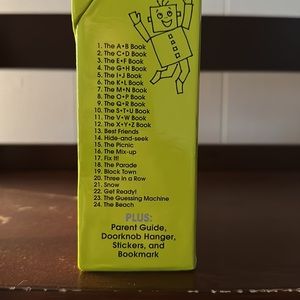 1. The A•B Book
2. The C•D Book
3. The E•F Book
4. The G•H Book
5. The I•J Book
6. The K•L Book
7. The M•N Book
8. The O•P Book
9. The Q•R Book
10. The S•T•U Book
11. The V•W Book
12. The X•Y•Z Book
13. Best Friends
14. Hide-and-seek
15. The Picnic
16. The Mix-up
17. Fix It!
18. The Parade
19. Block Town
20. Three in a Row
21. Snow
22. Get Ready!
23. The Guessing Machine
24. The Beach
PLUS:
Parent Guide,
Doorknob Hanger,
Stickers, and
Bookmark